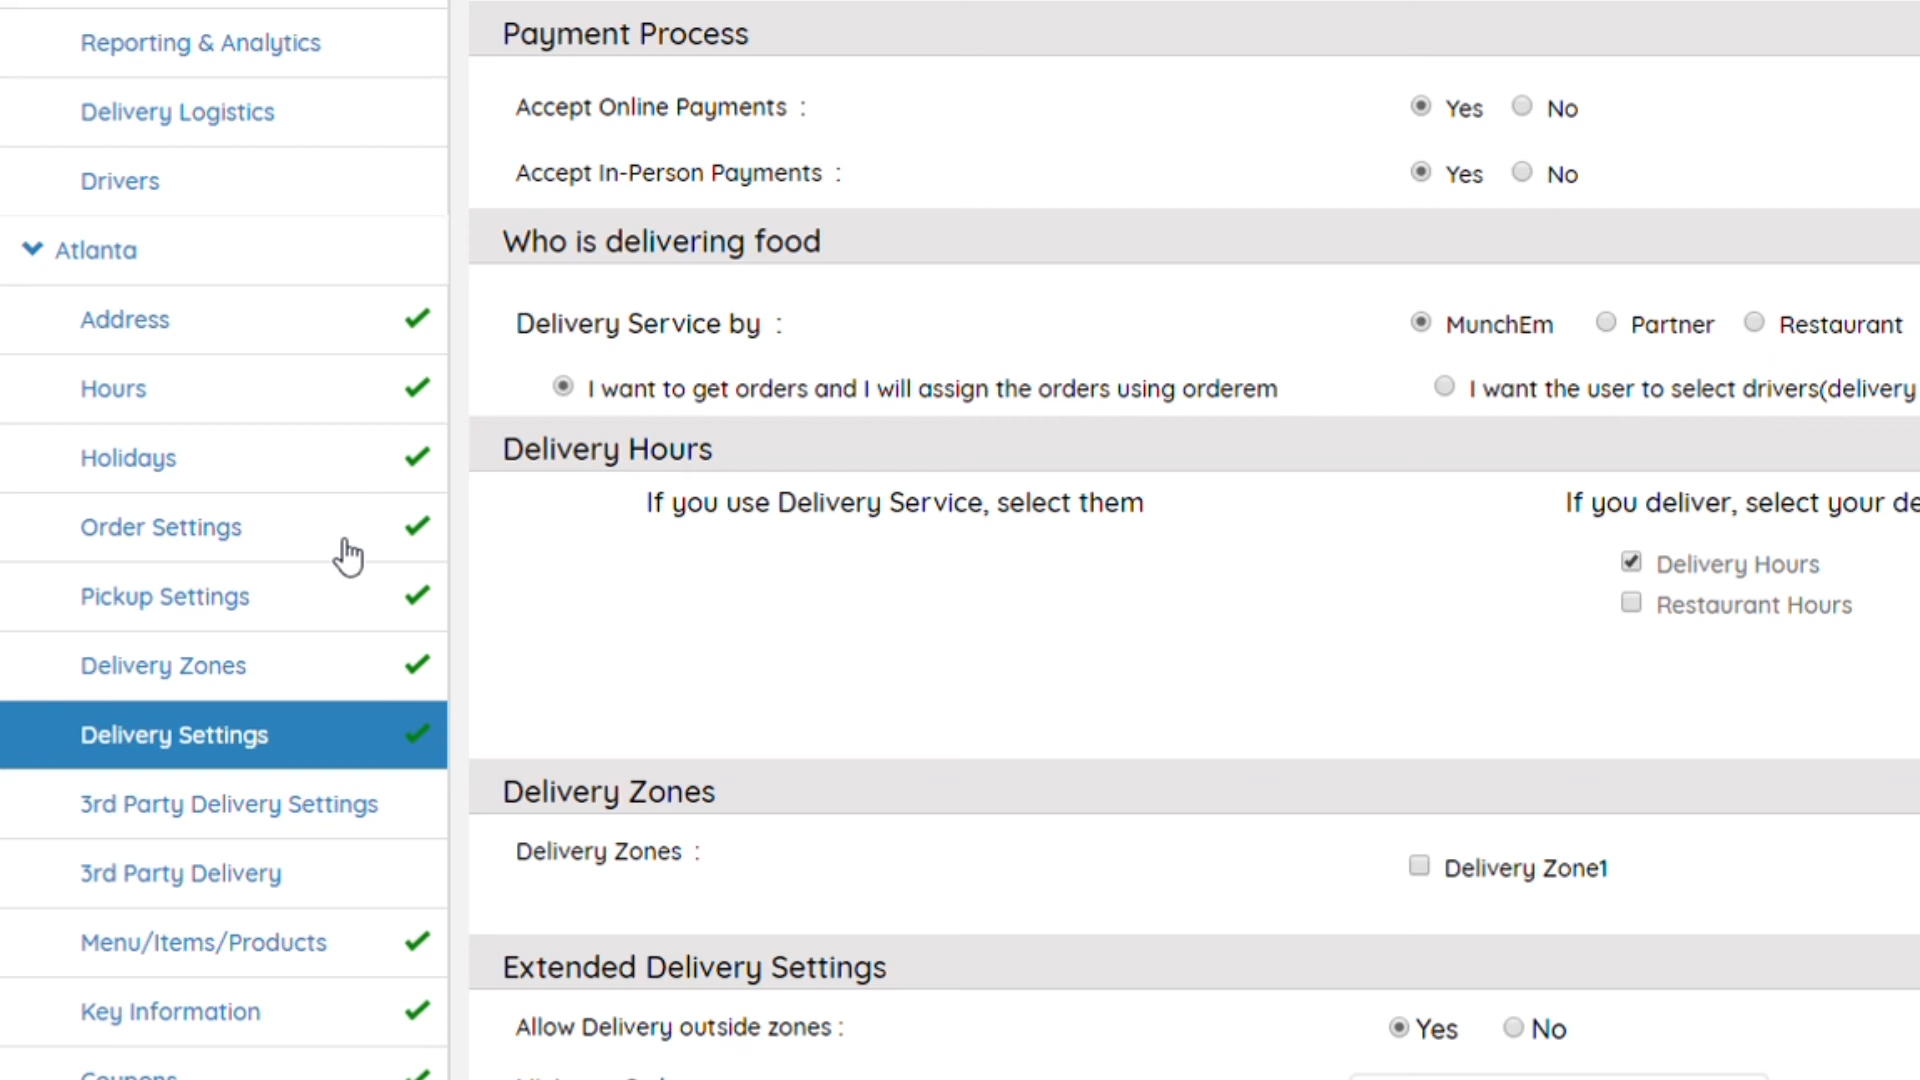 Reporting & Analytics
Delivery Logistics
Drivers
Atlanta
Address
Hours
Holidays
Order Settings
Pickup Settings
Delivery Zones
Delivery Settings
3rd Party Delivery Settings
3rd Party Delivery
Menu/Items/Products
Key Information
Coupons
Payment Process
Accept Online Payments : Yes No
Accept In-Person Payments : Yes No
Who is delivering food
Delivery Service by : MunchEm Partner Restaurant
I want to get orders and I will assign the orders using orderem I want the user to select drivers(delivery
Delivery Hours
If you use Delivery Service, select them If you deliver, select your de
Delivery Hours
Restaurant Hours
Delivery Zones
Delivery Zones : Delivery Zone1
Extended Delivery Settings
Allow Delivery outside zones : Yes No